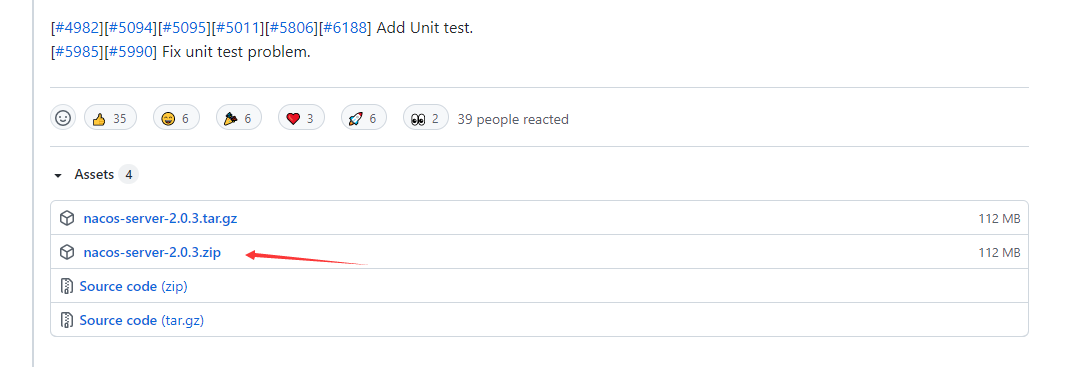 [#4982][#5094][#5095][#5011][#5806][#6188] Add Unit test.
[#5985][#5990] Fix unit test problem.
35 6 6 3 6 2 39 people reacted
Assets 4
nacos-server-2.0.3.tar.gz 112 MB
nacos-server-2.0.3.zip 112 MB
Source code (zip)
Source code (tar.gz)